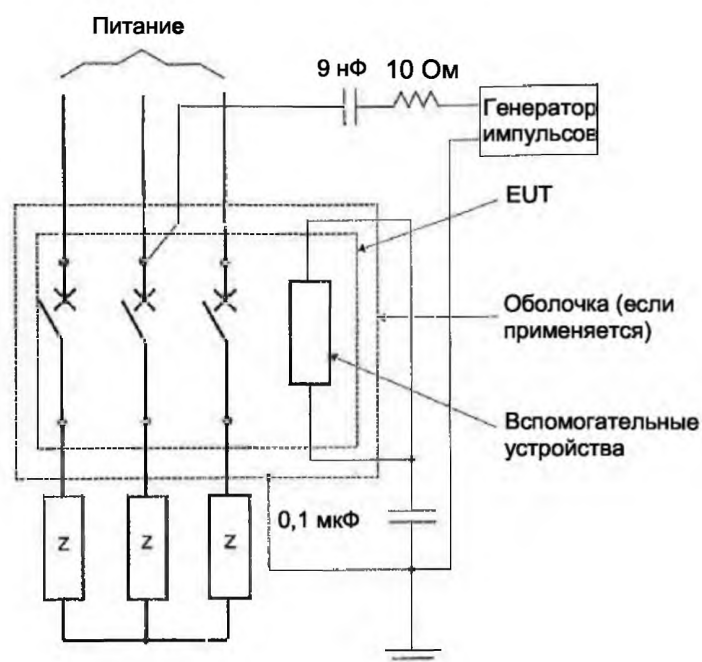 Питание
9 нФ 10 Ом
Генератор
импульсов
EUT
Оболочка (если
применяется)
Вспомогательные
устройства
0,1 мкФ
Z Z Z